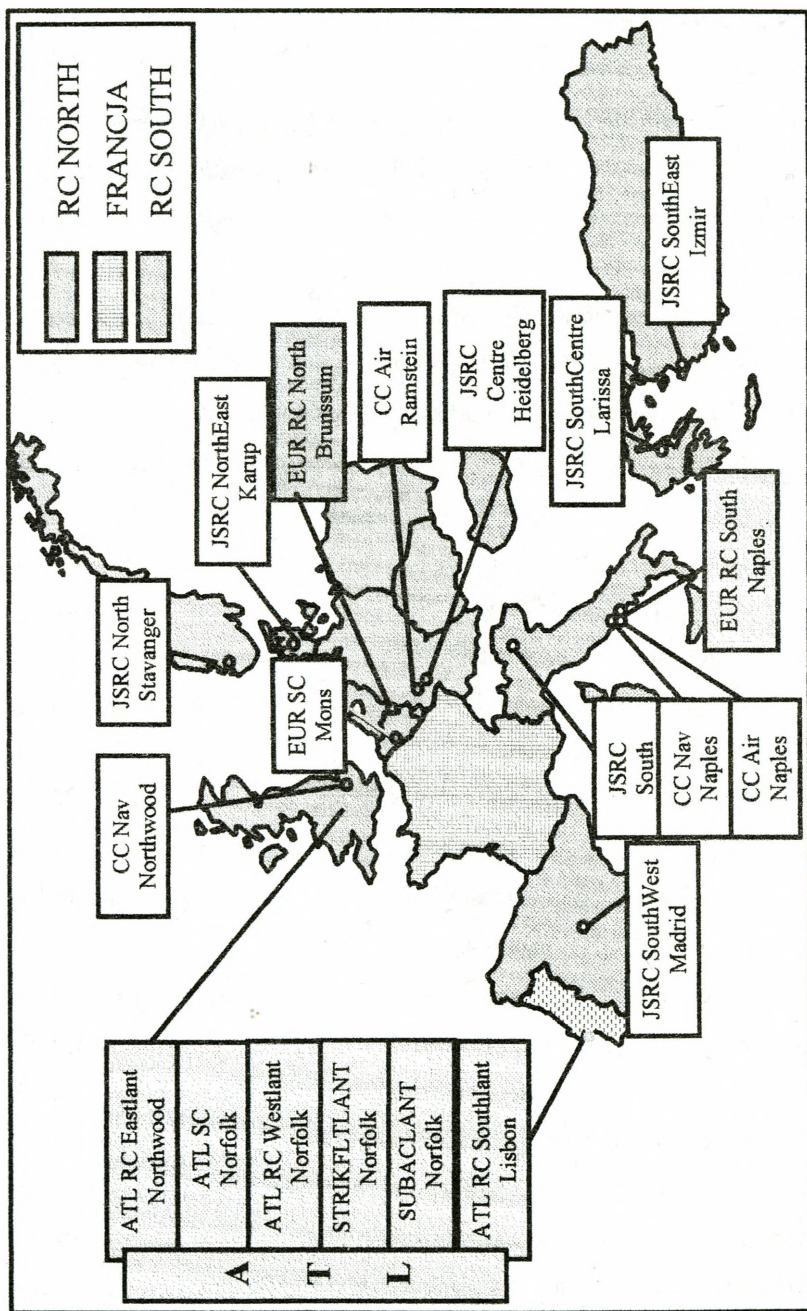 RC NORTH
FRANCJA
RC SOUTH
ATL
ATL RC Eastlant
Northwood
ATL SC
Norfolk
ATL RC Westlant
Norfolk
STRIKFLTLANT
Norfolk
SUBACLANT
Norfolk
ATL RC Southlant
Lisbon
CC Nav
Northwood
JSRC North
Stavanger
JSRC NorthEast
Karup
EUR SC
Mons
EUR RC North
Brunssum
CC Air
Ramstein
JSRC
Centre
Heidelberg
JSRC SouthCentre
Larissa
JSRC SouthEast
Izmir
JSRC SouthWest
Madrid
JSRC
South
CC Nav
Naples
CC Air
Naples
EUR RC South
Naples